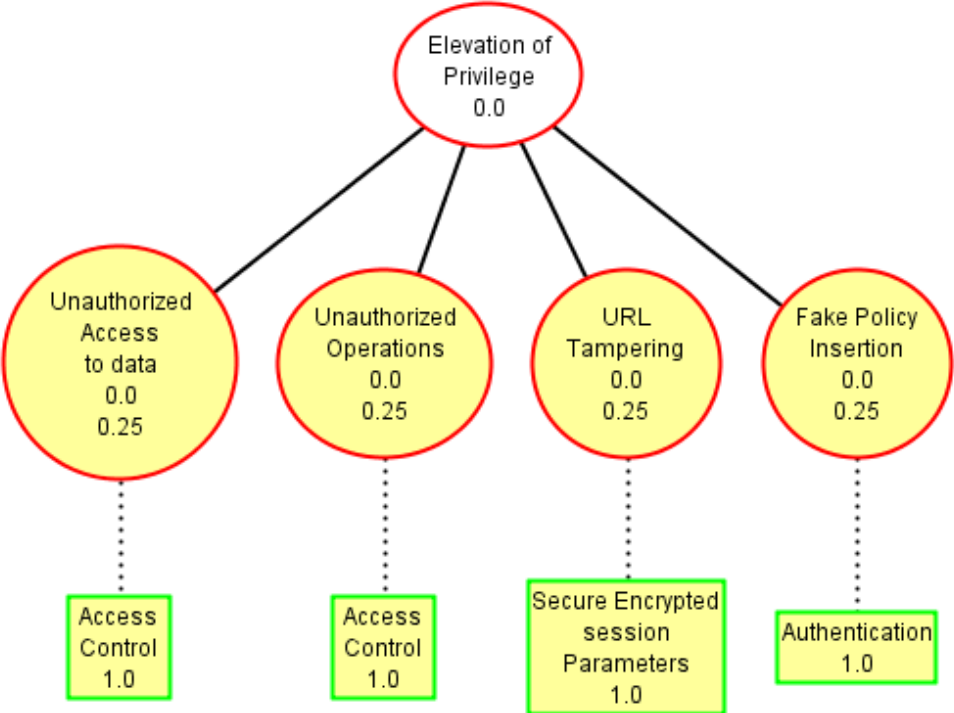 Elevation of
Privilege
0.0
Unauthorized
Access
to data
0.0
0.25
Unauthorized
Operations
0.0
0.25
URL
Tampering
0.0
0.25
Fake Policy
Insertion
0.0
0.25
Access
Control
1.0
Access
Control
1.0
Secure Encrypted
session
Parameters
1.0
Authentication
1.0